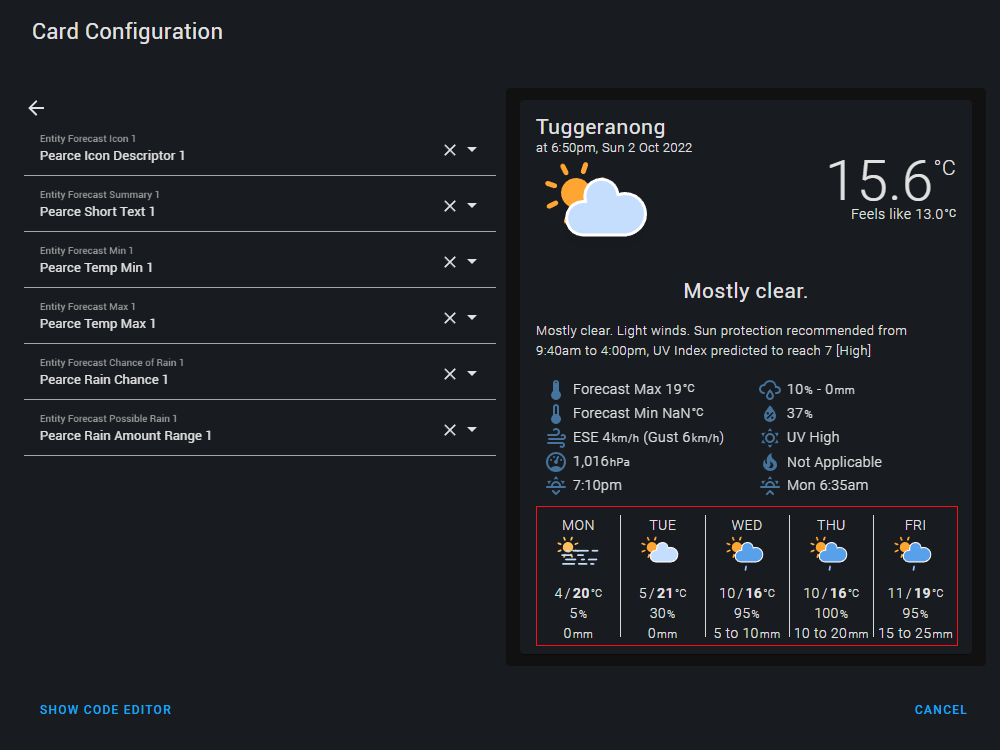 Card Configuration
Entity Forecast Icon 1
Pearce Icon Descriptor 1
Entity Forecast Summary 1
Pearce Short Text 1
Entity Forecast Min 1
Pearce Temp Min 1
Entity Forecast Max 1
Pearce Temp Max 1
Entity Forecast Chance of Rain 1
Pearce Rain Chance 1
Entity Forecast Possible Rain 1
Pearce Rain Amount Range 1
Tuggeranong
at 6:50pm, Sun 2 Oct 2022
15.6°C
Feels like 13.0°C
Mostly clear.
Mostly clear. Light winds. Sun protection recommended from
9:40am to 4:00pm, UV Index predicted to reach 7 [High]
Forecast Max 19°C
Forecast Min NaN°C
ESE 4km/h (Gust 6km/h)
1,016hPa
7:10pm
10% - 0mm
37%
UV High
Not Applicable
Mon 6:35am
MON
4/20°C
5%
0mm
TUE
5/21°C
30%
0mm
WED
10/16°C
95%
5 to 10mm
THU
10/16°C
100%
10 to 20mm
FRI
11/19°C
95%
15 to 25mm
SHOW CODE EDITOR
CANCEL